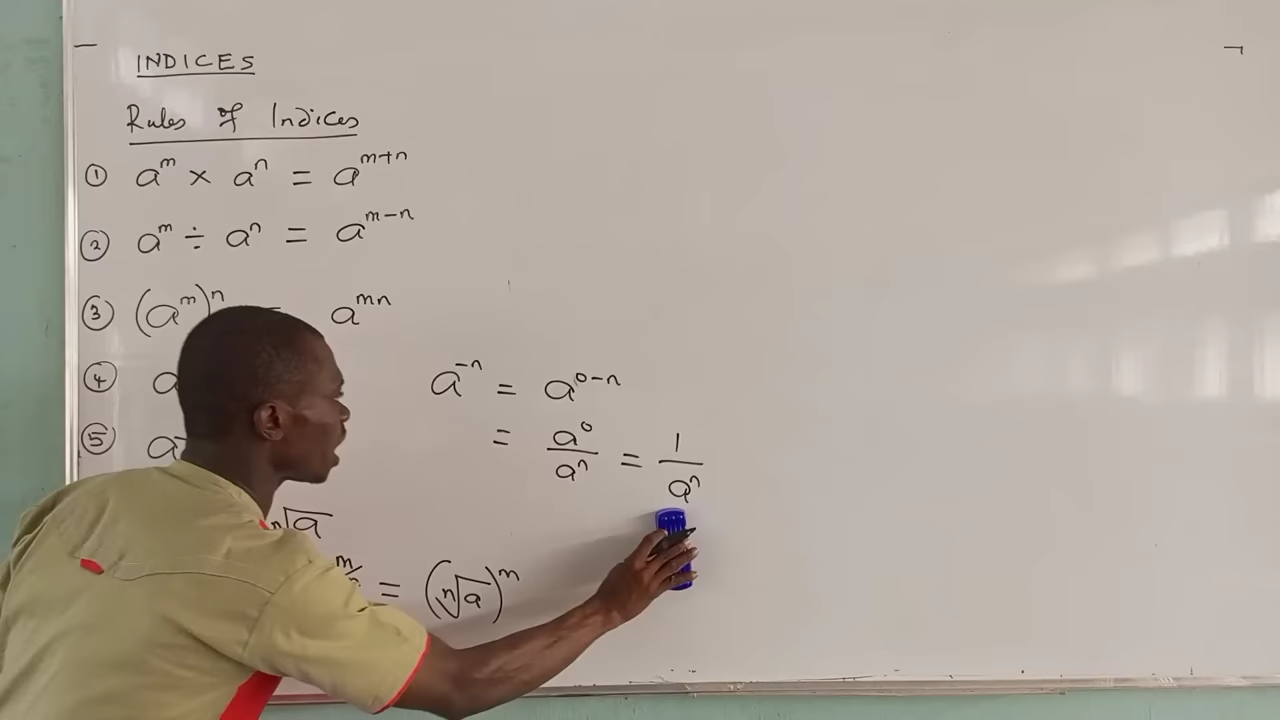 INDICES
Rules of Indices
① aᵐ × aⁿ = aᵐ⁺ⁿ
② aᵐ ÷ aⁿ = aᵐ⁻ⁿ
③ (aᵐ)ⁿ = aᵐⁿ
④ a
⑤ a
ⁿ√a
m/n = (ⁿ√a)ᵐ
a⁻ⁿ = a⁰⁻ⁿ
= a⁰/aⁿ = 1/aⁿ